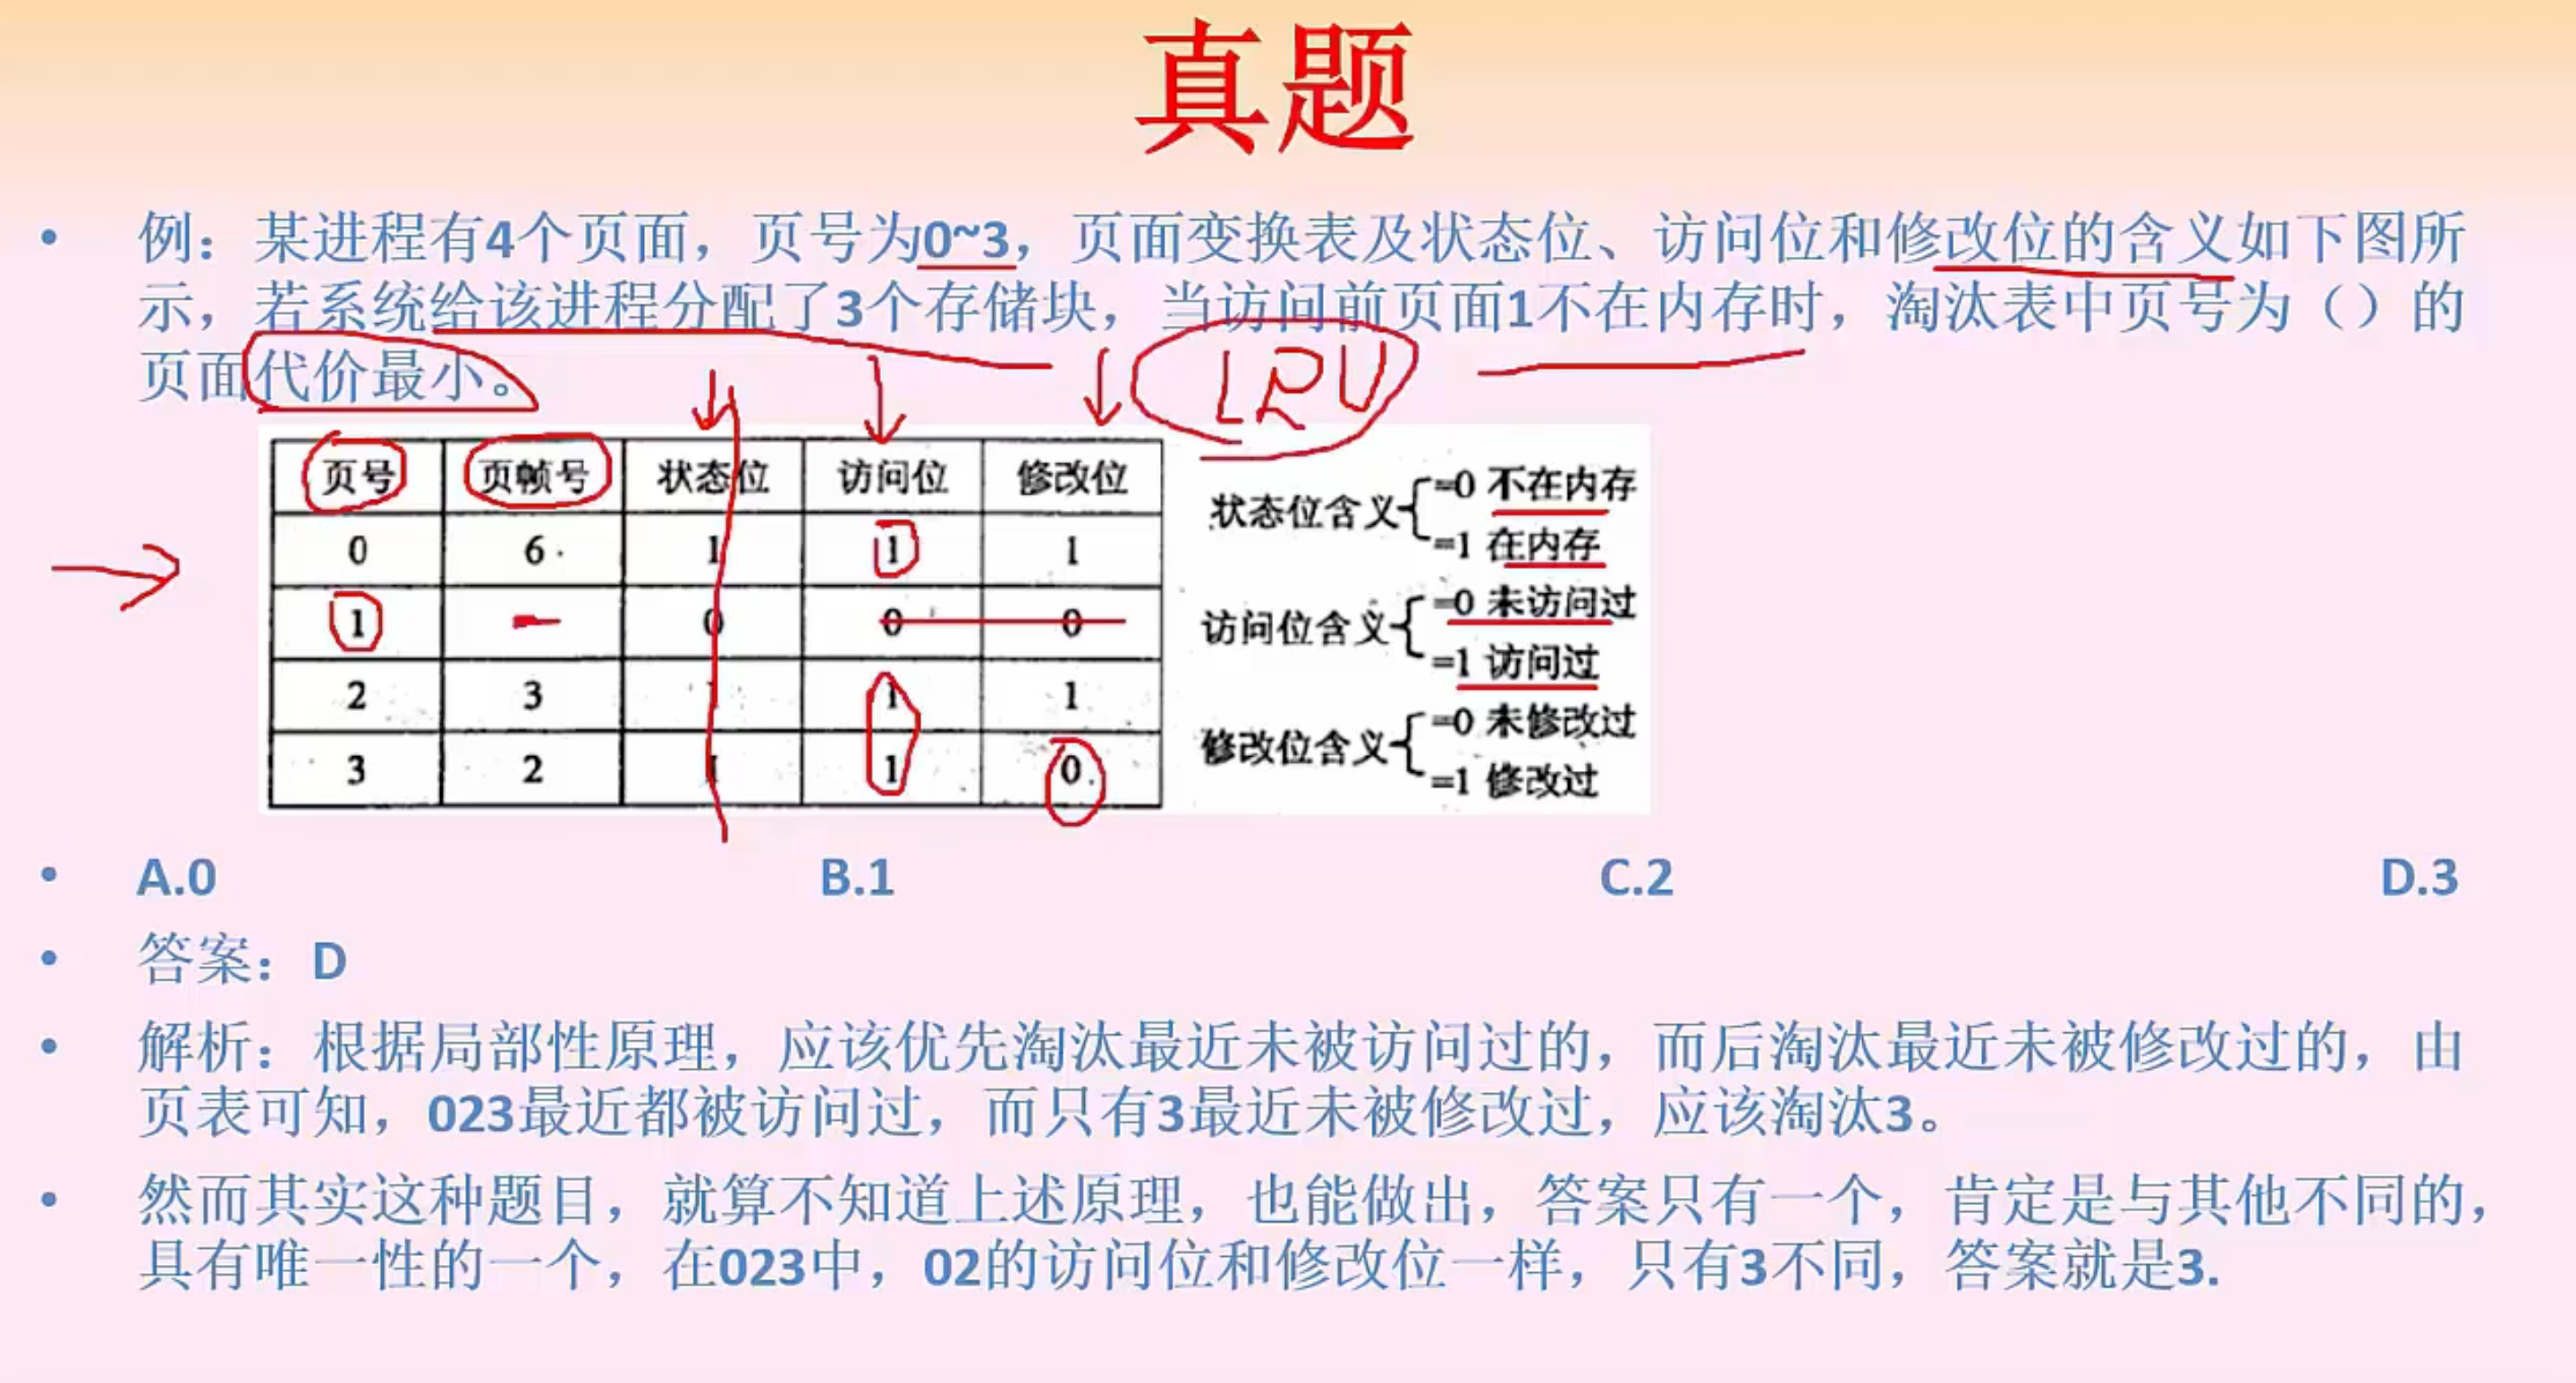 真题
• 例：某进程有4个页面，页号为0~3，页面变换表及状态位、访问位和修改位的含义如下图所
示，若系统给该进程分配了3个存储块，当访问前页面1不在内存时，淘汰表中页号为（）的
页面代价最小。
LRU
页号 页帧号 状态位 访问位 修改位
0 6 1 1 1
1 － 0 0 0
2 3 1 1 1
3 2 1 1 0
状态位含义
=0 不在内存
=1 在内存
访问位含义
=0 未访问过
=1 访问过
修改位含义
=0 未修改过
=1 修改过
• A.0 B.1 C.2 D.3
• 答案：D
• 解析：根据局部性原理，应该优先淘汰最近未被访问过的，而后淘汰最近未被修改过的，由
页表可知，023最近都被访问过，而只有3最近未被修改过，应该淘汰3。
• 然而其实这种题目，就算不知道上述原理，也能做出，答案只有一个，肯定是与其他不同的，
具有唯一性的一个，在023中，02的访问位和修改位一样，只有3不同，答案就是3.